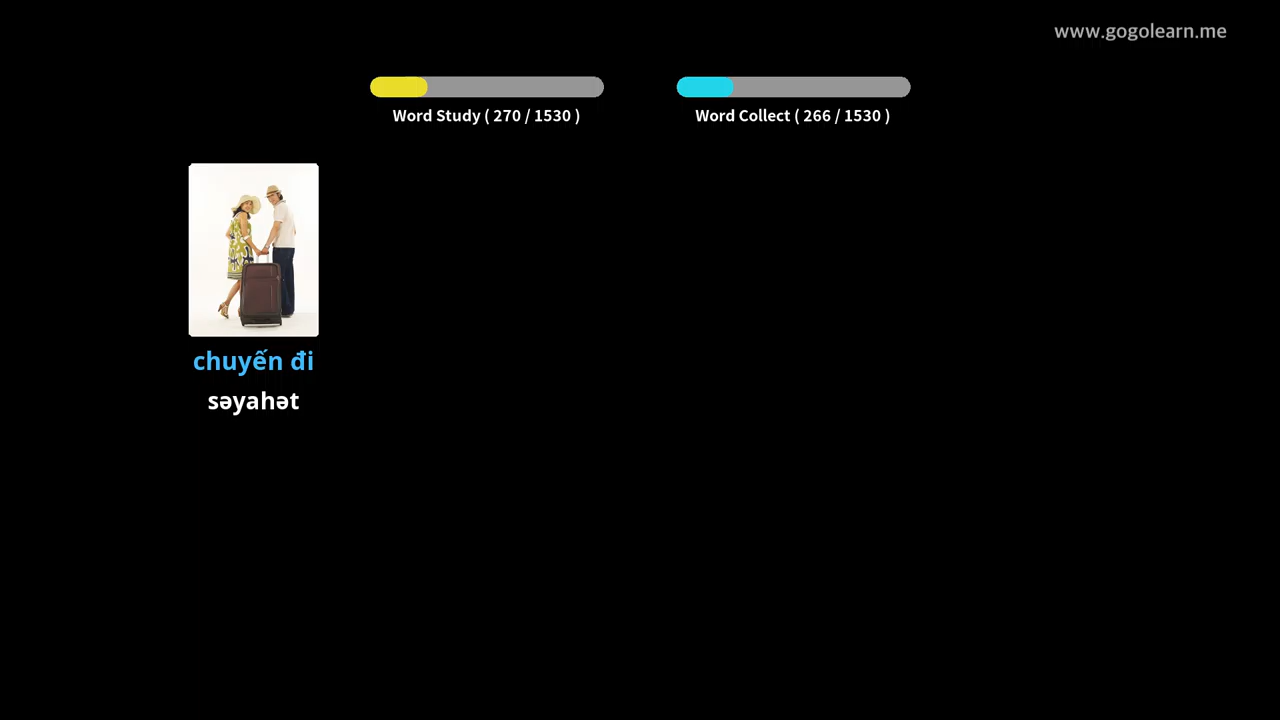 www.gogolearn.me
Word Study ( 270 / 1530 )
Word Collect ( 266 / 1530 )
chuyến đi
səyahət